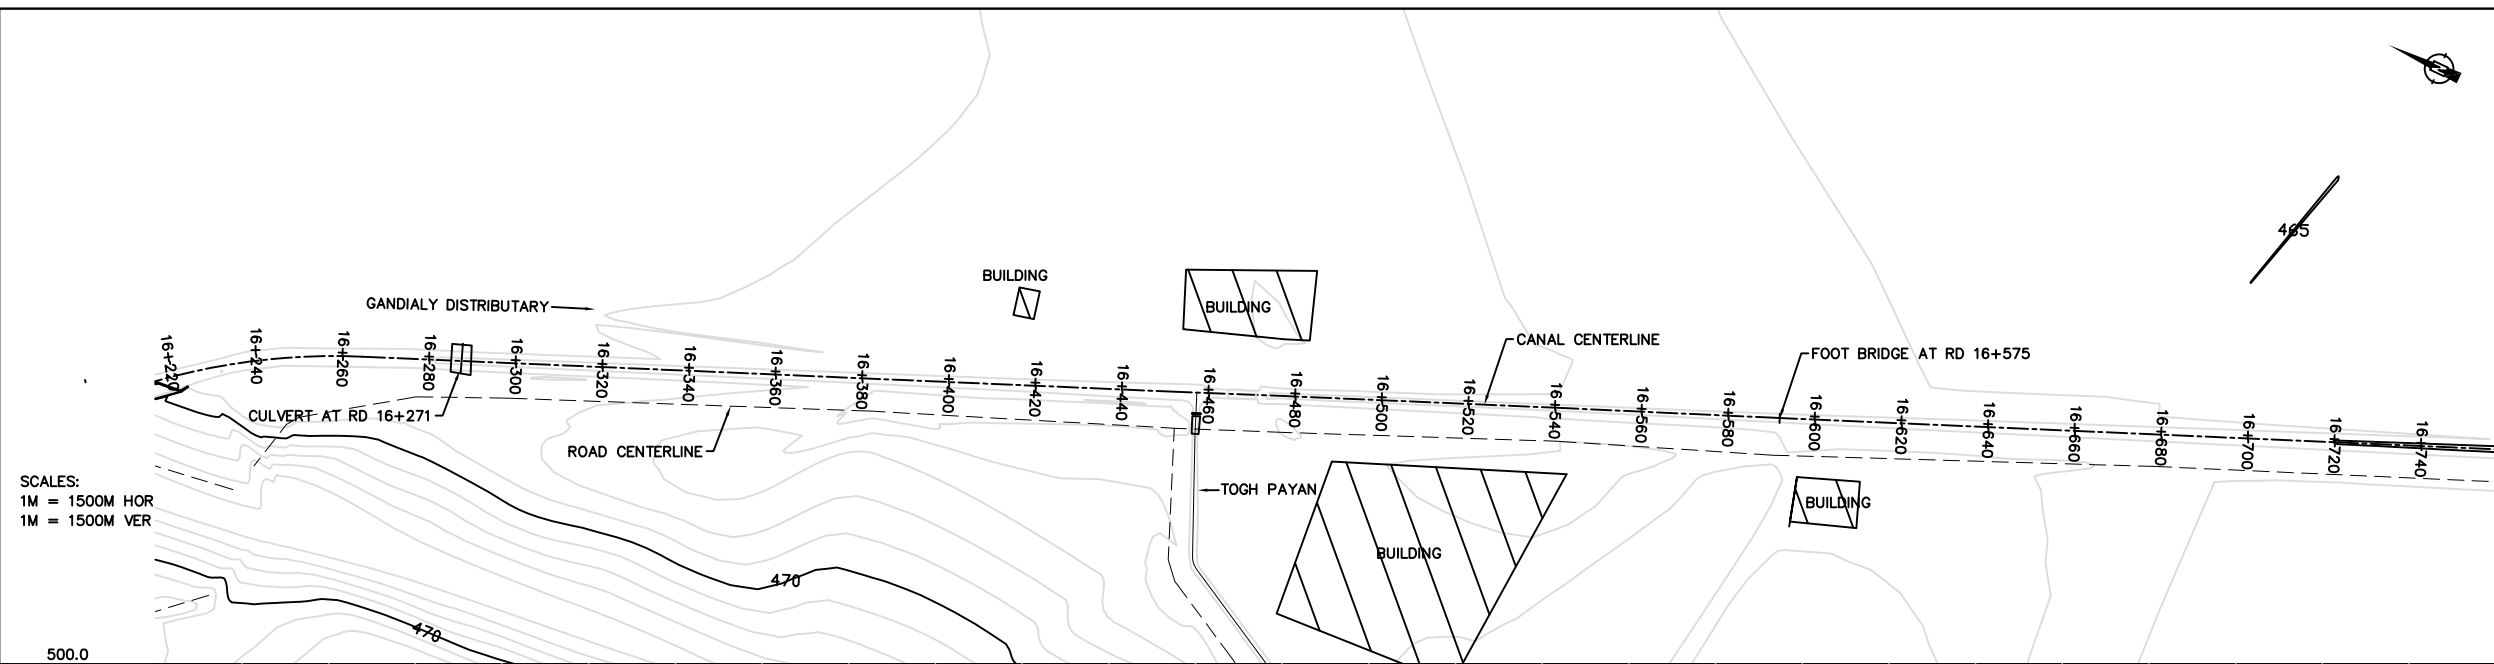 465
BUILDING
GANDIALY DISTRIBUTARY
BUILDING
CANAL CENTERLINE
FOOT BRIDGE AT RD 16+575
16+220
16+240
16+260
16+280
16+300
16+320
16+340
16+360
16+380
16+400
16+420
16+440
16+460
16+480
16+500
16+520
16+540
16+560
16+580
16+600
16+620
16+640
16+660
16+680
16+700
16+720
16+740
CULVERT AT RD 16+271
ROAD CENTERLINE
SCALES:
1M = 1500M HOR
1M = 1500M VER
TOGH PAYAN
BUILDING
BUILDING
470
470
500.0